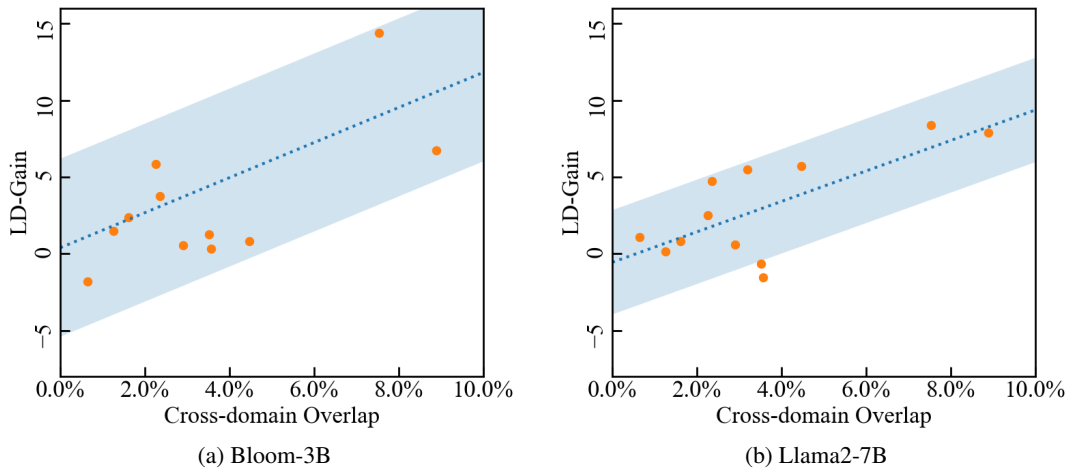 15
10
5
0
−5
LD-Gain
0.0% 2.0% 4.0% 6.0% 8.0% 10.0%
Cross-domain Overlap
(a) Bloom-3B
15
10
5
0
−5
LD-Gain
0.0% 2.0% 4.0% 6.0% 8.0% 10.0%
Cross-domain Overlap
(b) Llama2-7B